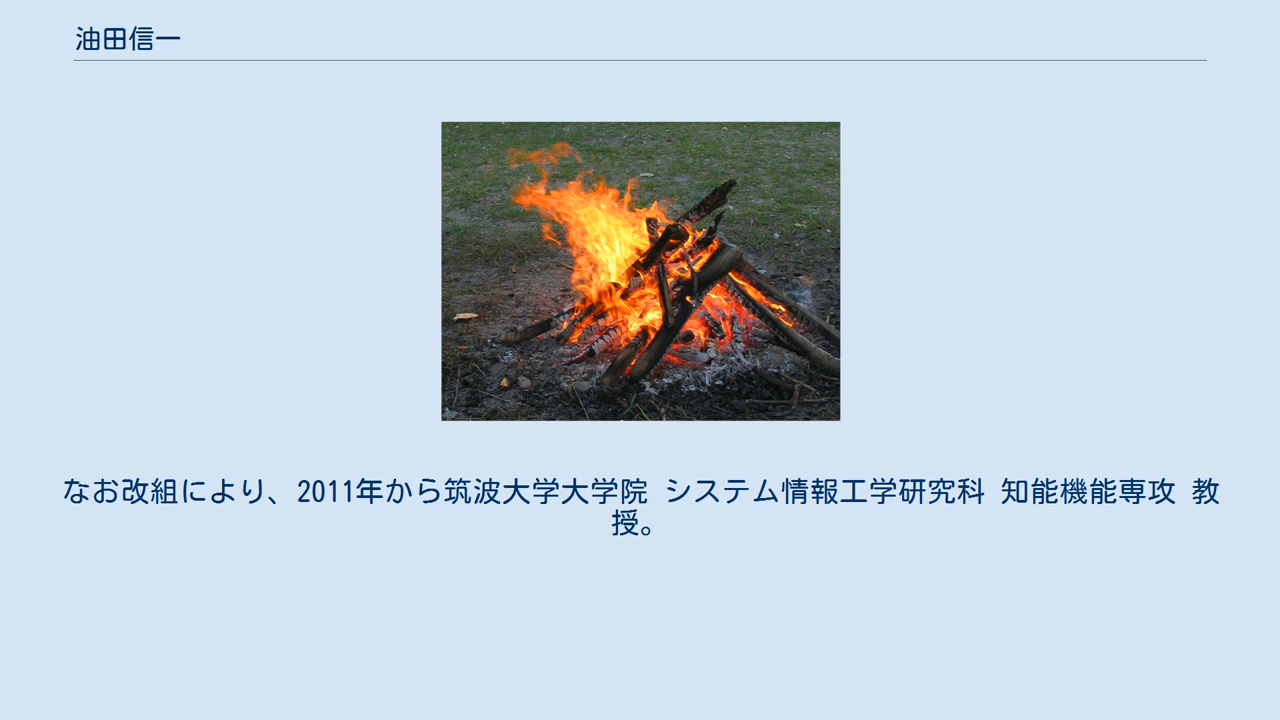 油田信一
なお改組により、2011年から筑波大学大学院 システム情報工学研究科 知能機能専攻 教
授。